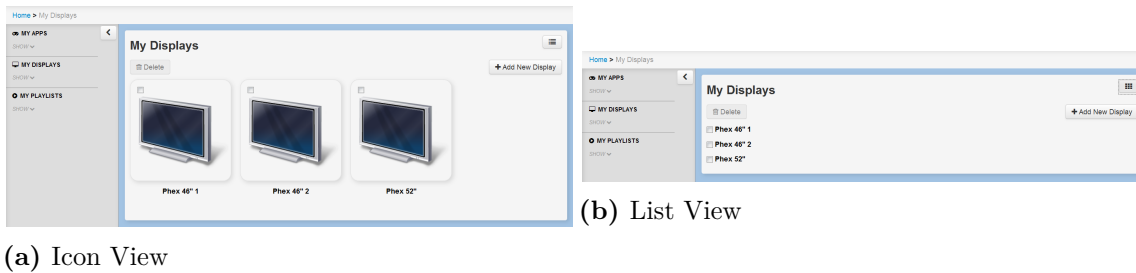 Home > My Displays
MY APPS
SHOW
MY DISPLAYS
SHOW
MY PLAYLISTS
SHOW
My Displays
Delete
+ Add New Display
Phex 46" 1
Phex 46" 2
Phex 52"
(a) Icon View
Home > My Displays
MY APPS
SHOW
MY DISPLAYS
SHOW
MY PLAYLISTS
SHOW
My Displays
Delete
+ Add New Display
Phex 46" 1
Phex 46" 2
Phex 52"
(b) List View